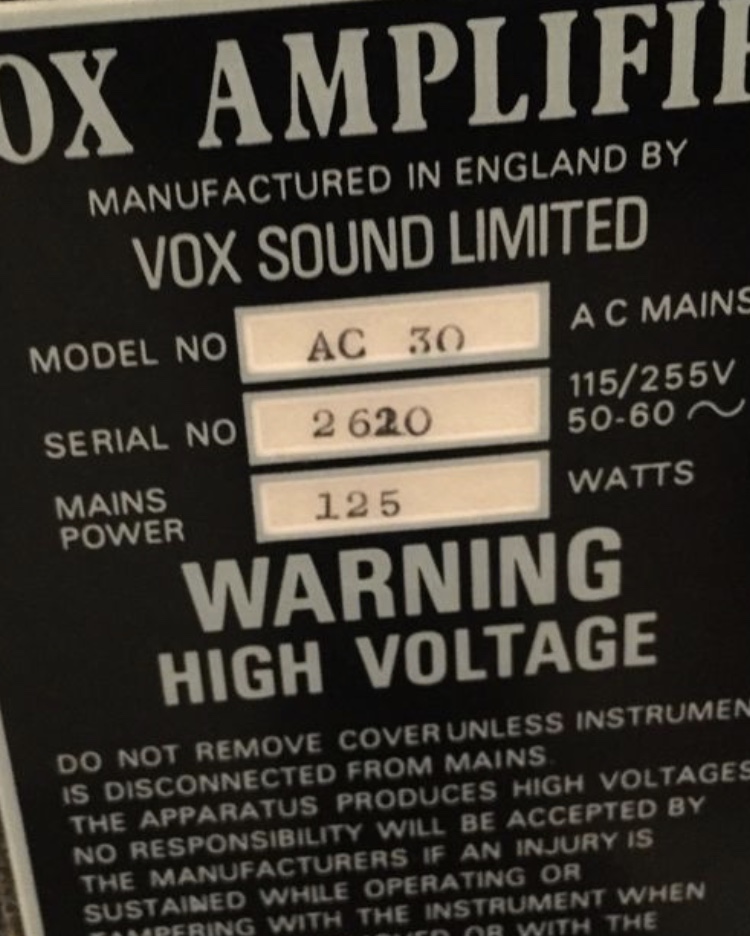 OX AMPLIFIE
MANUFACTURED IN ENGLAND BY
VOX SOUND LIMITED
MODEL NO AC 30 A C MAINS
SERIAL NO 2620 115/255V
50-60 ~
MAINS POWER 125 WATTS
WARNING
HIGH VOLTAGE
DO NOT REMOVE COVER UNLESS INSTRUMEN
IS DISCONNECTED FROM MAINS.
THE APPARATUS PRODUCES HIGH VOLTAGES
NO RESPONSIBILITY WILL BE ACCEPTED BY
THE MANUFACTURERS IF AN INJURY IS
SUSTAINED WHILE OPERATING OR
TAMPERING WITH THE INSTRUMENT WHEN
OR WITH THE